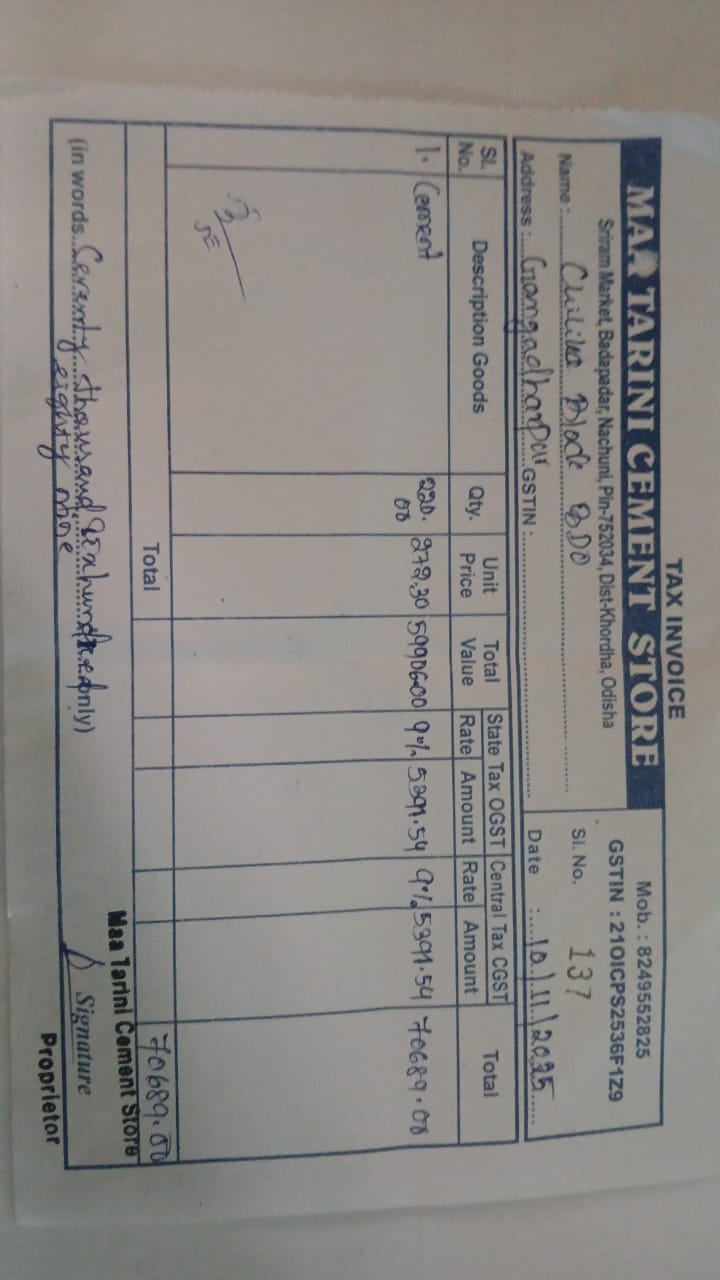 TAX INVOICE
MAA TARINI CEMENT STORE
Sriram Market, Badapadar, Nachuni, Pin-752034, Dist-Khordha, Odisha
Mob. : 8249552825
GSTIN : 21OICPS2536F1Z9
Name : Chilika Block BDO
Sl. No. 137
Address : Gangadharpur GSTIN :
Date : 10/11/2025
Sl. No. Description Goods Qty. Unit Price Total Value State Tax OGST Rate Amount Central Tax CGST Rate Amount Total
1. Cement 220.00 272.30 59906.00 9% 5391.54 9% 5391.54 70689.08
JE
Total 70689.00
(in words Seventy thousand Six hundred eighty nine only)
Maa Tarini Cement Store
Signature
Proprietor